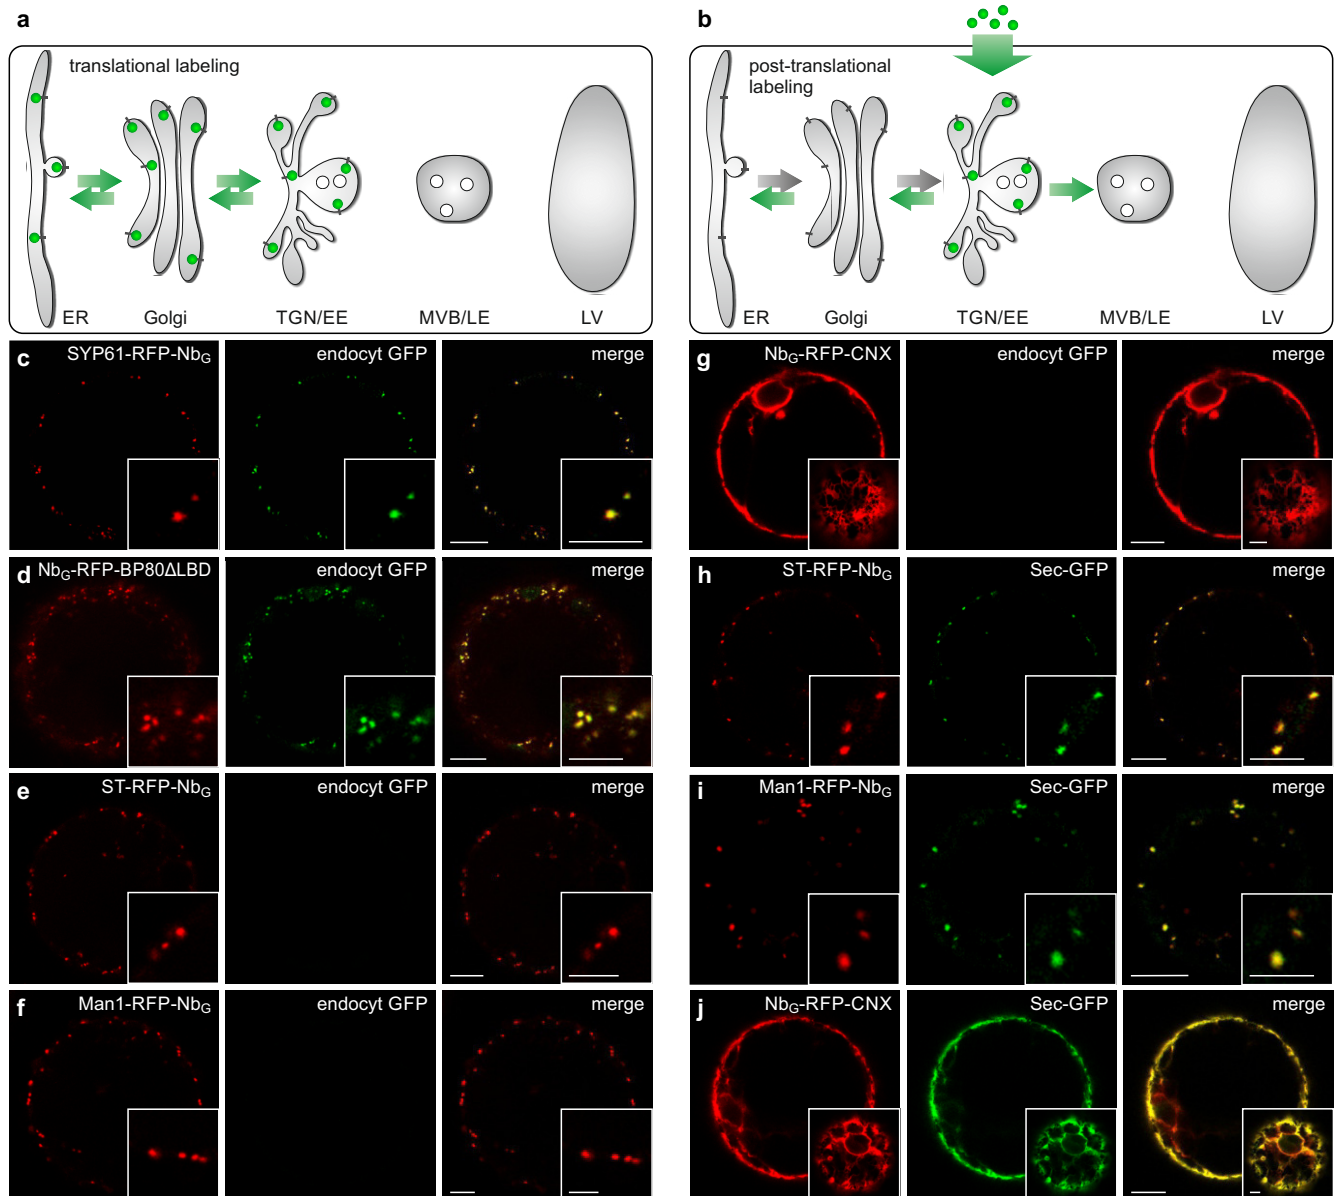 a
translational labeling
ER Golgi TGN/EE MVB/LE LV
b
post-translational
labeling
ER Golgi TGN/EE MVB/LE LV
c SYP61-RFP-NbG endocyt GFP merge
d NbG-RFP-BP80ΔLBD endocyt GFP merge
e ST-RFP-NbG endocyt GFP merge
f Man1-RFP-NbG endocyt GFP merge
g NbG-RFP-CNX endocyt GFP merge
h ST-RFP-NbG Sec-GFP merge
i Man1-RFP-NbG Sec-GFP merge
j NbG-RFP-CNX Sec-GFP merge